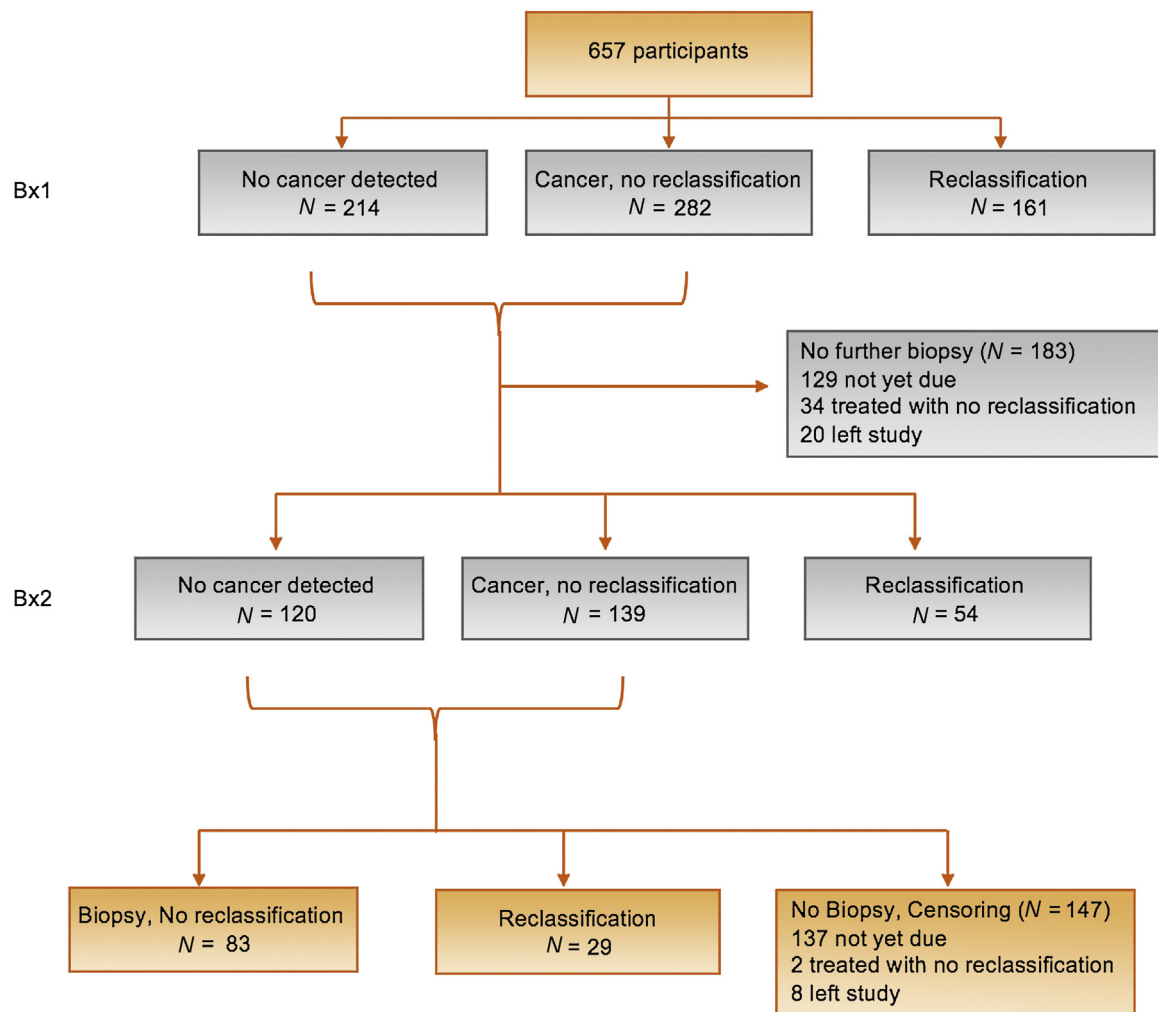 657 participants
Bx1
No cancer detected
N = 214
Cancer, no reclassification
N = 282
Reclassification
N = 161
No further biopsy (N = 183)
129 not yet due
34 treated with no reclassification
20 left study
Bx2
No cancer detected
N = 120
Cancer, no reclassification
N = 139
Reclassification
N = 54
Biopsy, No reclassification
N = 83
Reclassification
N = 29
No Biopsy, Censoring (N = 147)
137 not yet due
2 treated with no reclassification
8 left study